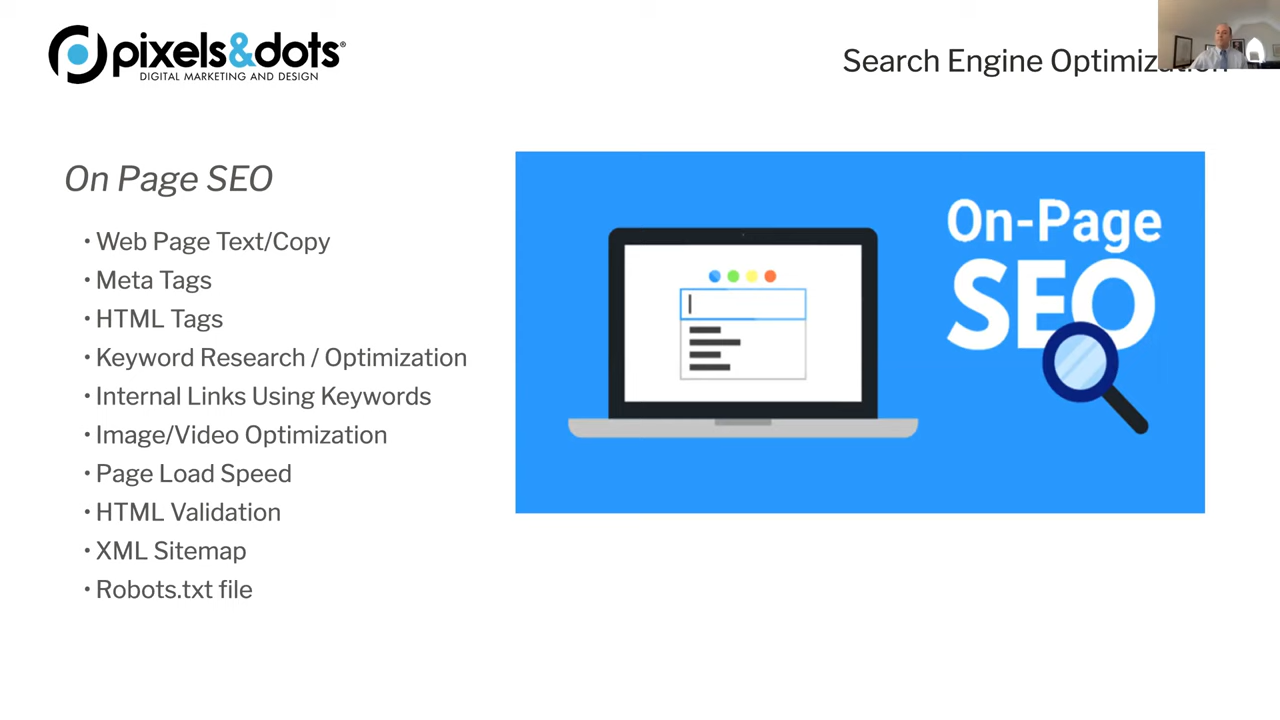 pixels&dots®
DIGITAL MARKETING AND DESIGN
Search Engine Optimization
On Page SEO
• Web Page Text/Copy
• Meta Tags
• HTML Tags
• Keyword Research / Optimization
• Internal Links Using Keywords
• Image/Video Optimization
• Page Load Speed
• HTML Validation
• XML Sitemap
• Robots.txt file
On-Page
SEO